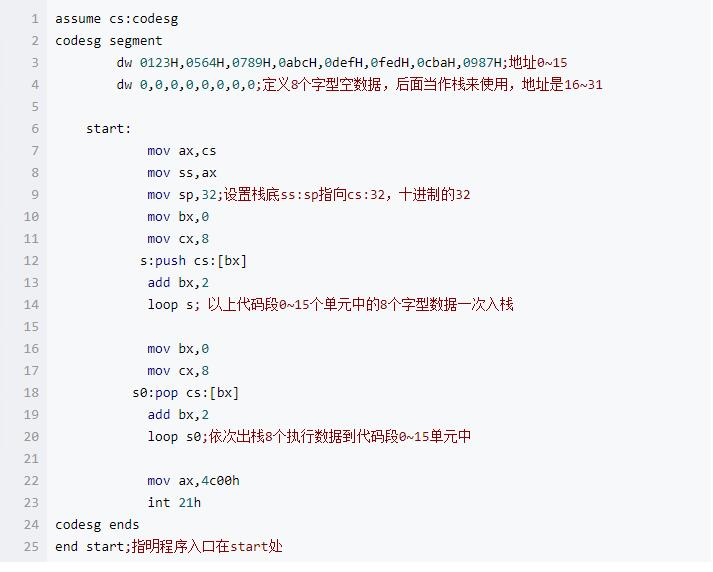 1 assume cs:codesg
2 codesg segment
3 dw 0123H,0564H,0789H,0abcH,0defH,0fedH,0cbaH,0987H;地址0~15
4 dw 0,0,0,0,0,0,0,0;定义8个字型空数据，后面当作栈来使用，地址是16~31
5
6 start:
7 mov ax,cs
8 mov ss,ax
9 mov sp,32;设置栈底ss:sp指向cs:32，十进制的32
10 mov bx,0
11 mov cx,8
12 s:push cs:[bx]
13 add bx,2
14 loop s; 以上代码段0~15个单元中的8个字型数据一次入栈
15
16 mov bx,0
17 mov cx,8
18 s0:pop cs:[bx]
19 add bx,2
20 loop s0;依次出栈8个执行数据到代码段0~15单元中
21
22 mov ax,4c00h
23 int 21h
24 codesg ends
25 end start;指明程序入口在start处